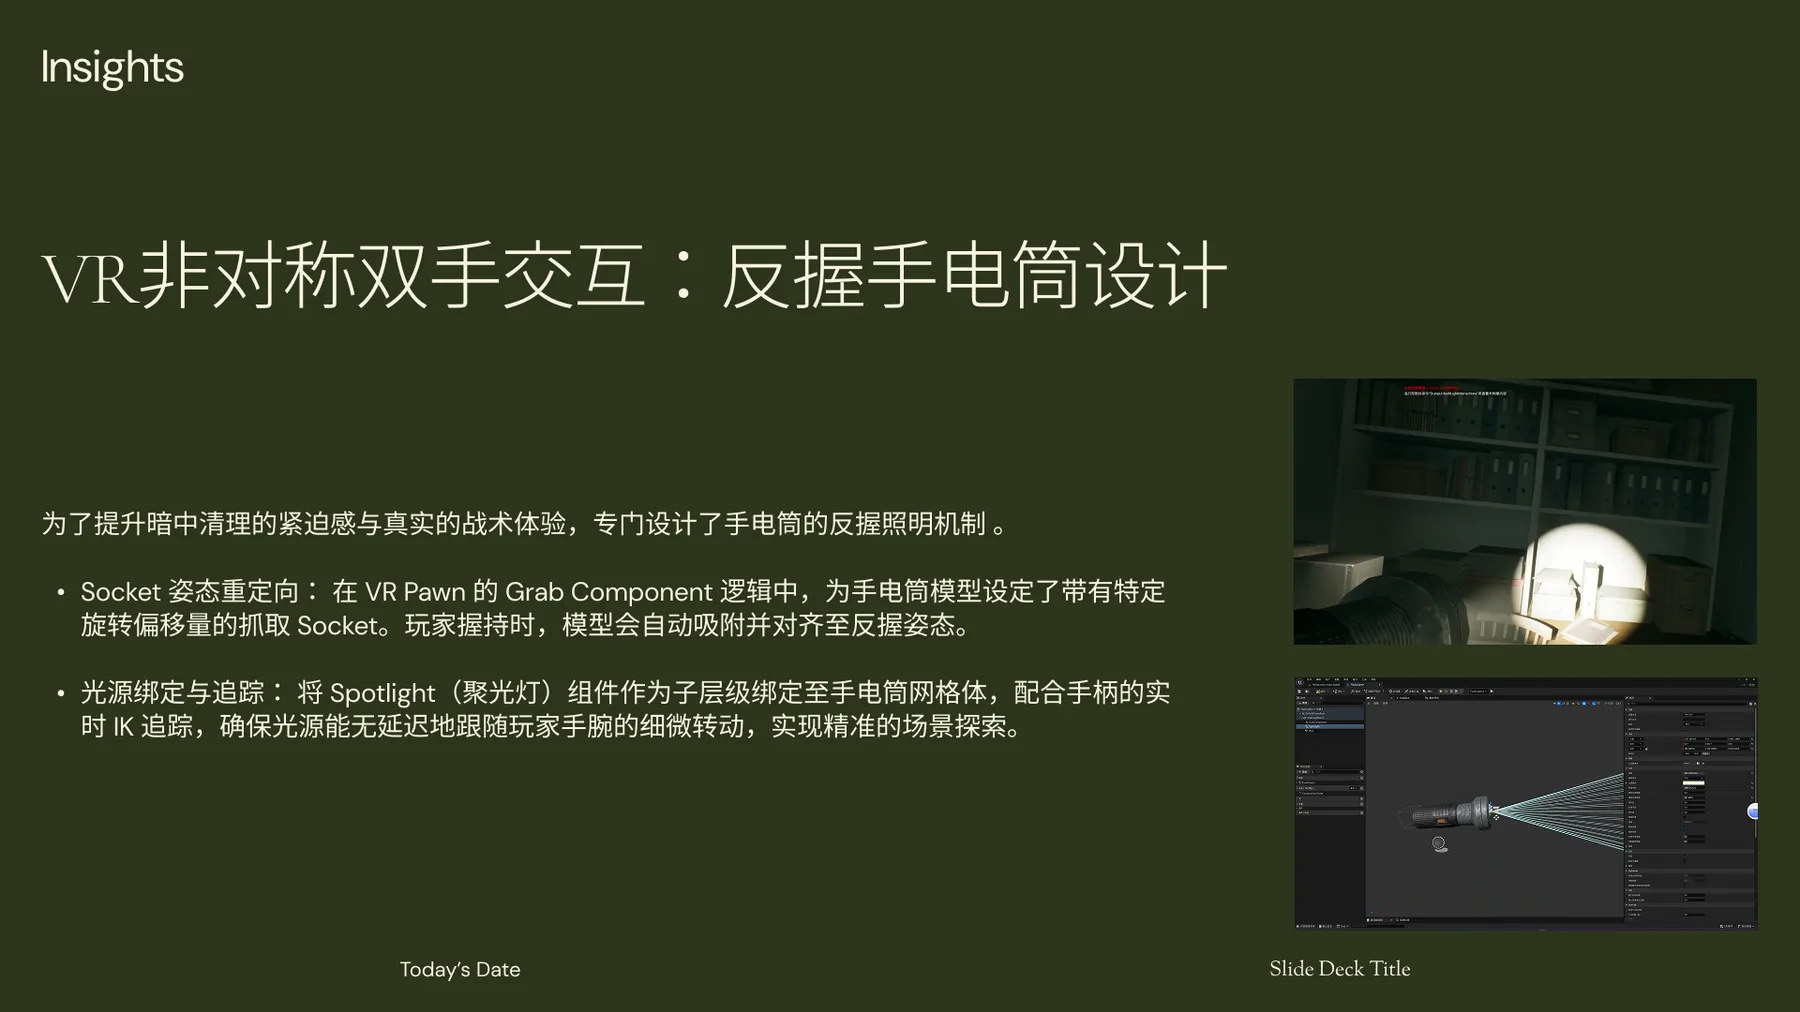 Insights
VR非对称双手交互：反握手电筒设计
为了提升暗中清理的紧迫感与真实的战术体验，专门设计了手电筒的反握照明机制 。
• Socket 姿态重定向： 在 VR Pawn 的 Grab Component 逻辑中，为手电筒模型设定了带有特定
旋转偏移量的抓取 Socket。玩家握持时，模型会自动吸附并对齐至反握姿态。
• 光源绑定与追踪： 将 Spotlight（聚光灯）组件作为子层级绑定至手电筒网格体，配合手柄的实
时 IK 追踪，确保光源能无延迟地跟随玩家手腕的细微转动，实现精准的场景探索。
Today’s Date
Slide Deck Title